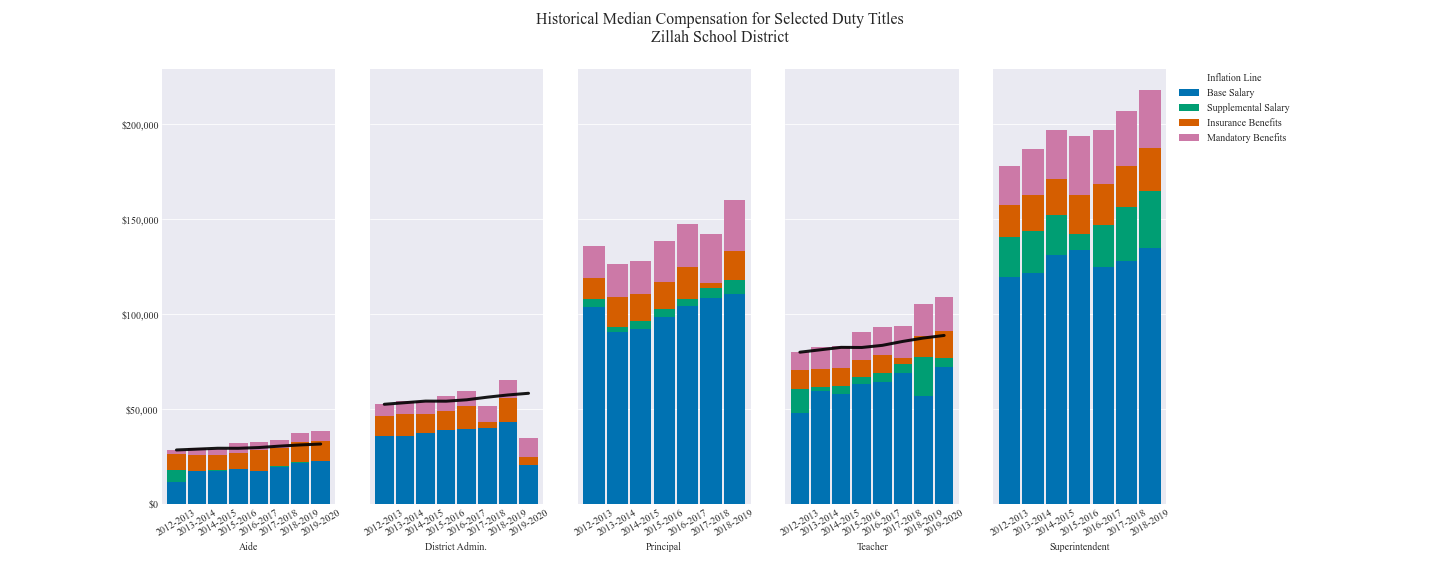 Historical Median Compensation for Selected Duty Titles
Zillah School District
Inflation Line
Base Salary
Supplemental Salary
Insurance Benefits
Mandatory Benefits
$200,000
$150,000
$100,000
$50,000
$0
2012-2013 2013-2014 2014-2015 2015-2016 2016-2017 2017-2018 2018-2019 2019-2020
2012-2013 2013-2014 2014-2015 2015-2016 2016-2017 2017-2018 2018-2019 2019-2020
2012-2013 2013-2014 2014-2015 2015-2016 2016-2017 2017-2018 2018-2019
2012-2013 2013-2014 2014-2015 2015-2016 2016-2017 2017-2018 2018-2019 2019-2020
2012-2013 2013-2014 2014-2015 2015-2016 2016-2017 2017-2018 2018-2019
Aide
District Admin.
Principal
Teacher
Superintendent